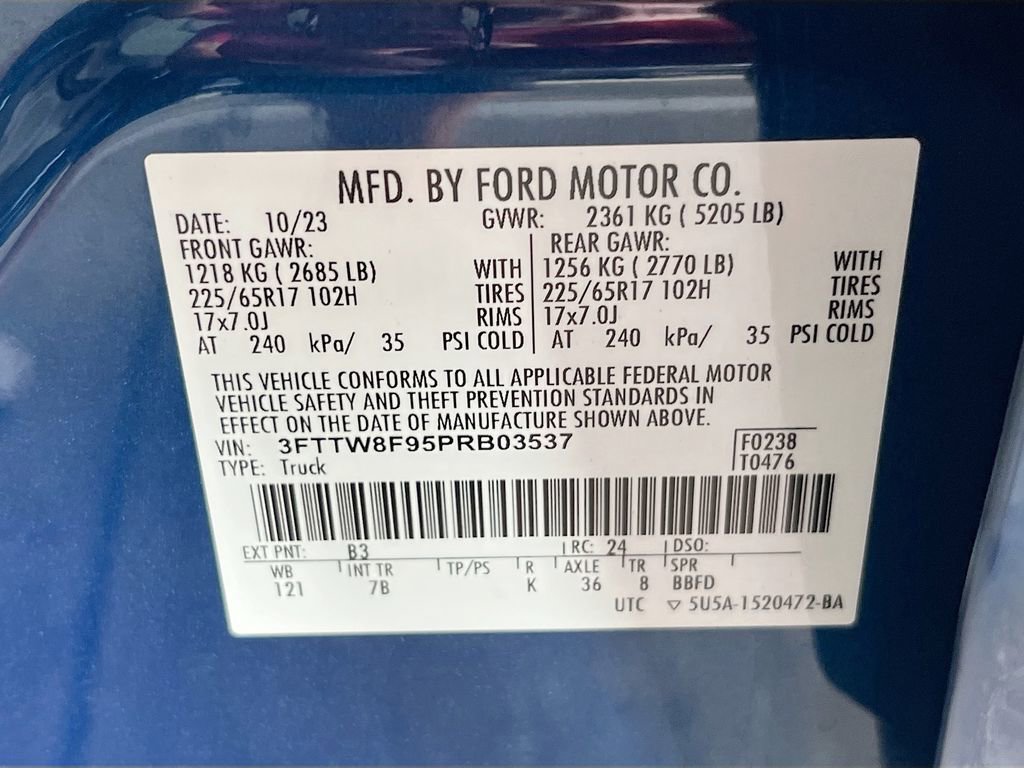 MFD. BY FORD MOTOR CO.
DATE: 10/23 GVWR: 2361 KG ( 5205 LB)
FRONT GAWR: REAR GAWR:
1218 KG ( 2685 LB) WITH 1256 KG ( 2770 LB) WITH
225/65R17 102H TIRES 225/65R17 102H TIRES
17x7.0J RIMS 17x7.0J RIMS
AT 240 kPa/ 35 PSI COLD AT 240 kPa/ 35 PSI COLD
THIS VEHICLE CONFORMS TO ALL APPLICABLE FEDERAL MOTOR
VEHICLE SAFETY AND THEFT PREVENTION STANDARDS IN
EFFECT ON THE DATE OF MANUFACTURE SHOWN ABOVE.
VIN: 3FTTW8F95PRB03537 F0238
TYPE: Truck T0476
EXT PNT: B3 RC: 24 DSO:
WB INT TR TP/PS R AXLE TR SPR
121 7B K 36 8 BBFD
UTC ▽ 5U5A-1520472-BA